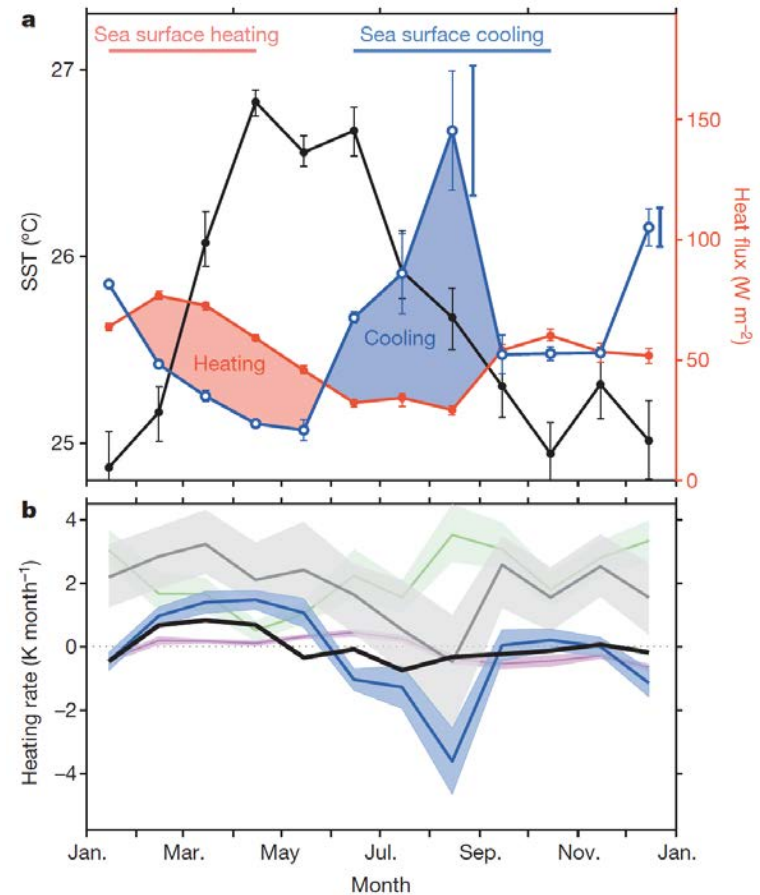 a
Sea surface heating
Sea surface cooling
27
26
25
SST (°C)
Heating
Cooling
150
100
50
0
Heat flux (W m⁻²)
b
4
2
0
−2
−4
Heating rate (K month⁻¹)
Jan.
Mar.
May
Jul.
Sep.
Nov.
Jan.
Month